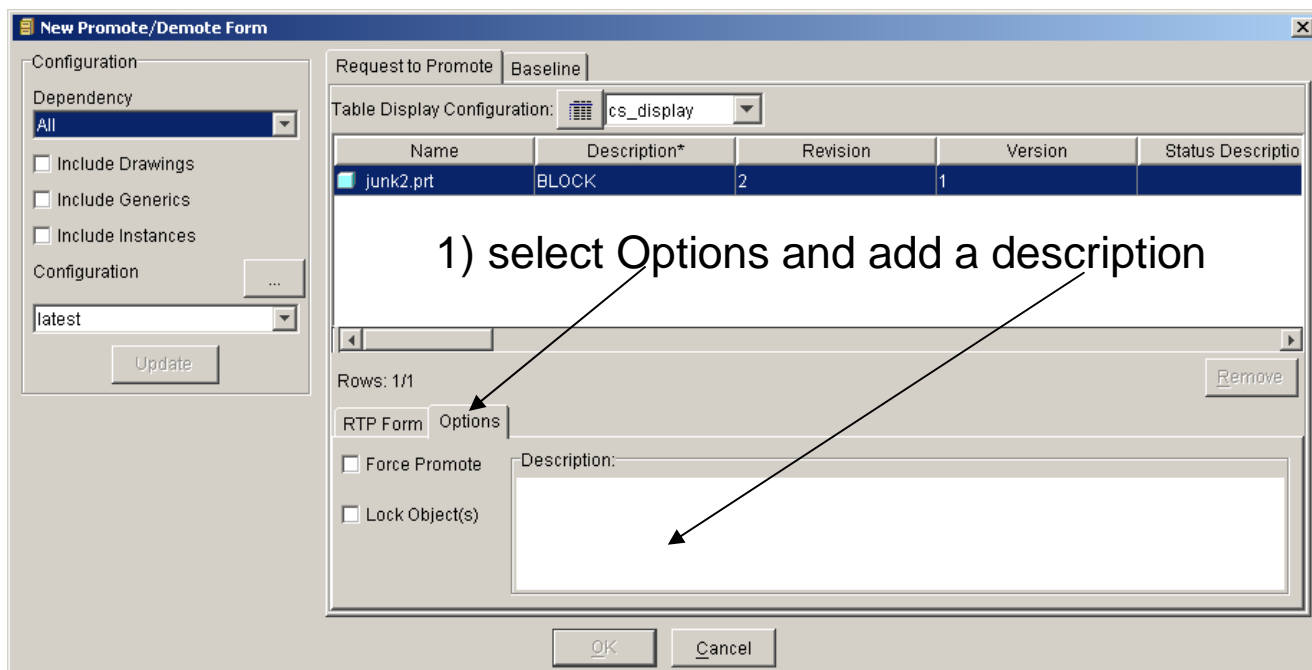 New Promote/Demote Form
Configuration
Dependency
All
Include Drawings
Include Generics
Include Instances
Configuration
...
latest
Update
Request to Promote
Baseline
Table Display Configuration:
cs_display
Name Description* Revision Version Status Descriptio
junk2.prt BLOCK 2 1
1) select Options and add a description
Rows: 1/1
Remove
RTP Form
Options
Force Promote
Lock Object(s)
Description:
OK
Cancel